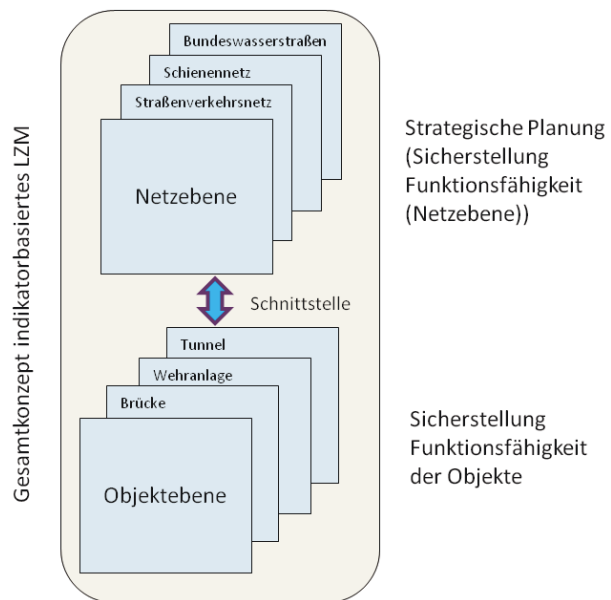 Gesamtkonzept indikatorbasiertes LZM
Bundeswasserstraßen
Schienennetz
Straßenverkehrsnetz
Netzebene
Strategische Planung
(Sicherstellung
Funktionsfähigkeit
(Netzebene))
Schnittstelle
Tunnel
Wehranlage
Brücke
Objektebene
Sicherstellung
Funktionsfähigkeit
der Objekte